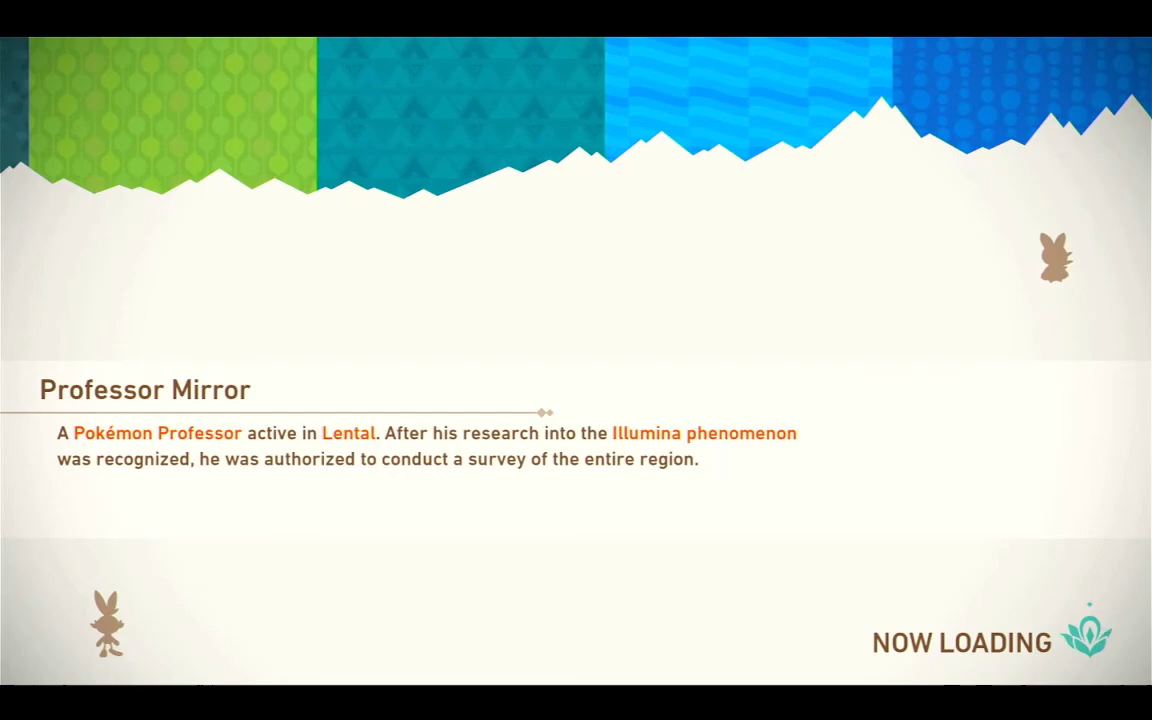 Professor Mirror
A Pokémon Professor active in Lental. After his research into the Illumina phenomenon
was recognized, he was authorized to conduct a survey of the entire region.
NOW LOADING